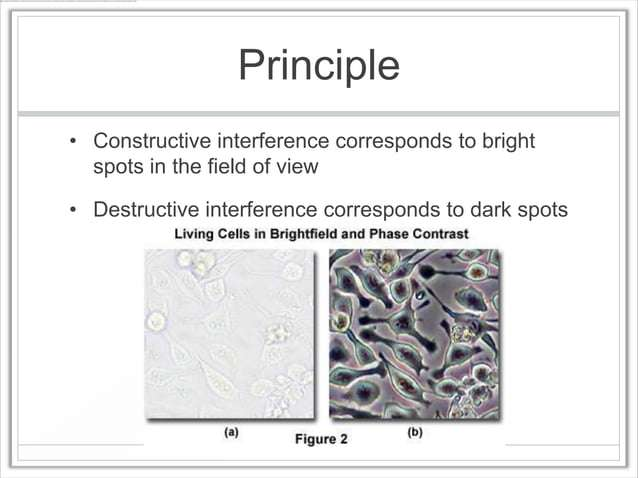 Principle
• Constructive interference corresponds to bright
spots in the field of view
• Destructive interference corresponds to dark spots
Living Cells in Brightfield and Phase Contrast
(a)
(b)
Figure 2